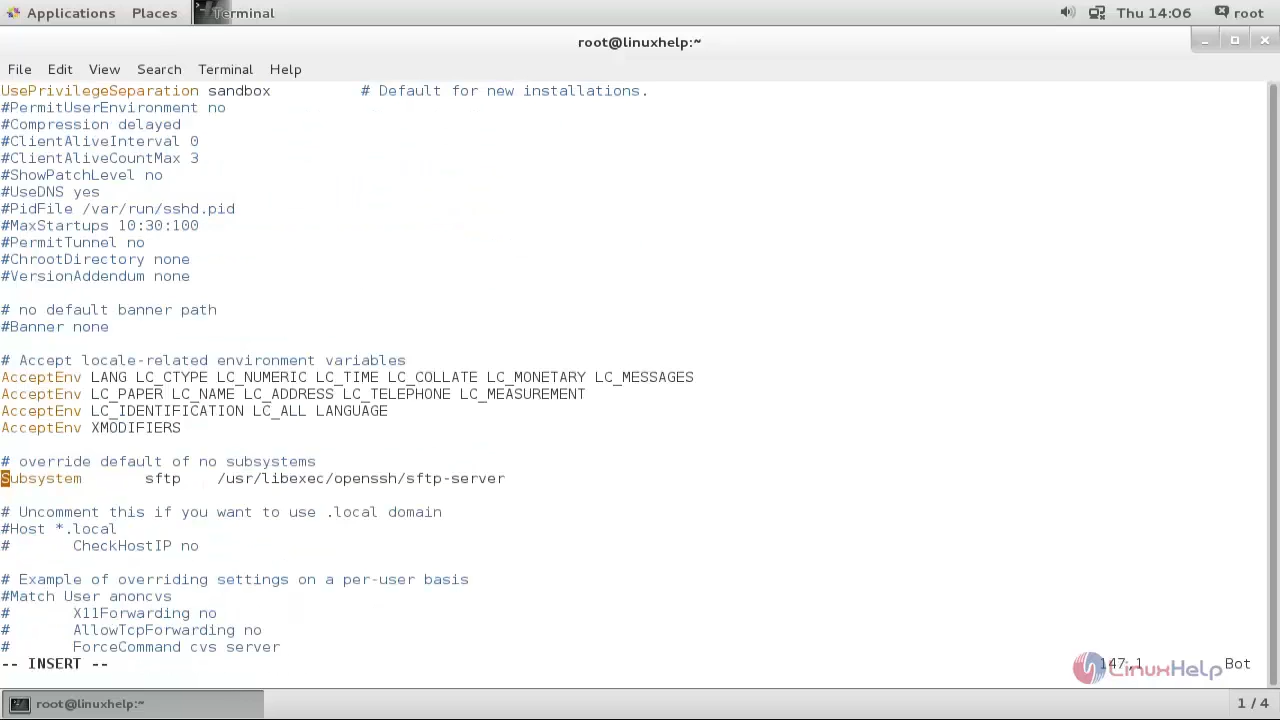 Applications Places Terminal Thu 14:06 root
root@linuxhelp:~
File Edit View Search Terminal Help
UsePrivilegeSeparation sandbox # Default for new installations.
#PermitUserEnvironment no
#Compression delayed
#ClientAliveInterval 0
#ClientAliveCountMax 3
#ShowPatchLevel no
#UseDNS yes
#PidFile /var/run/sshd.pid
#MaxStartups 10:30:100
#PermitTunnel no
#ChrootDirectory none
#VersionAddendum none
# no default banner path
#Banner none
# Accept locale-related environment variables
AcceptEnv LANG LC_CTYPE LC_NUMERIC LC_TIME LC_COLLATE LC_MONETARY LC_MESSAGES
AcceptEnv LC_PAPER LC_NAME LC_ADDRESS LC_TELEPHONE LC_MEASUREMENT
AcceptEnv LC_IDENTIFICATION LC_ALL LANGUAGE
AcceptEnv XMODIFIERS
# override default of no subsystems
Subsystem sftp /usr/libexec/openssh/sftp-server
# Uncomment this if you want to use .local domain
#Host *.local
# CheckHostIP no
# Example of overriding settings on a per-user basis
#Match User anoncvs
# X11Forwarding no
# AllowTcpForwarding no
# ForceCommand cvs server
-- INSERT -- 147,1 Bot
LinuxHelp
root@linuxhelp:~ 1 / 4